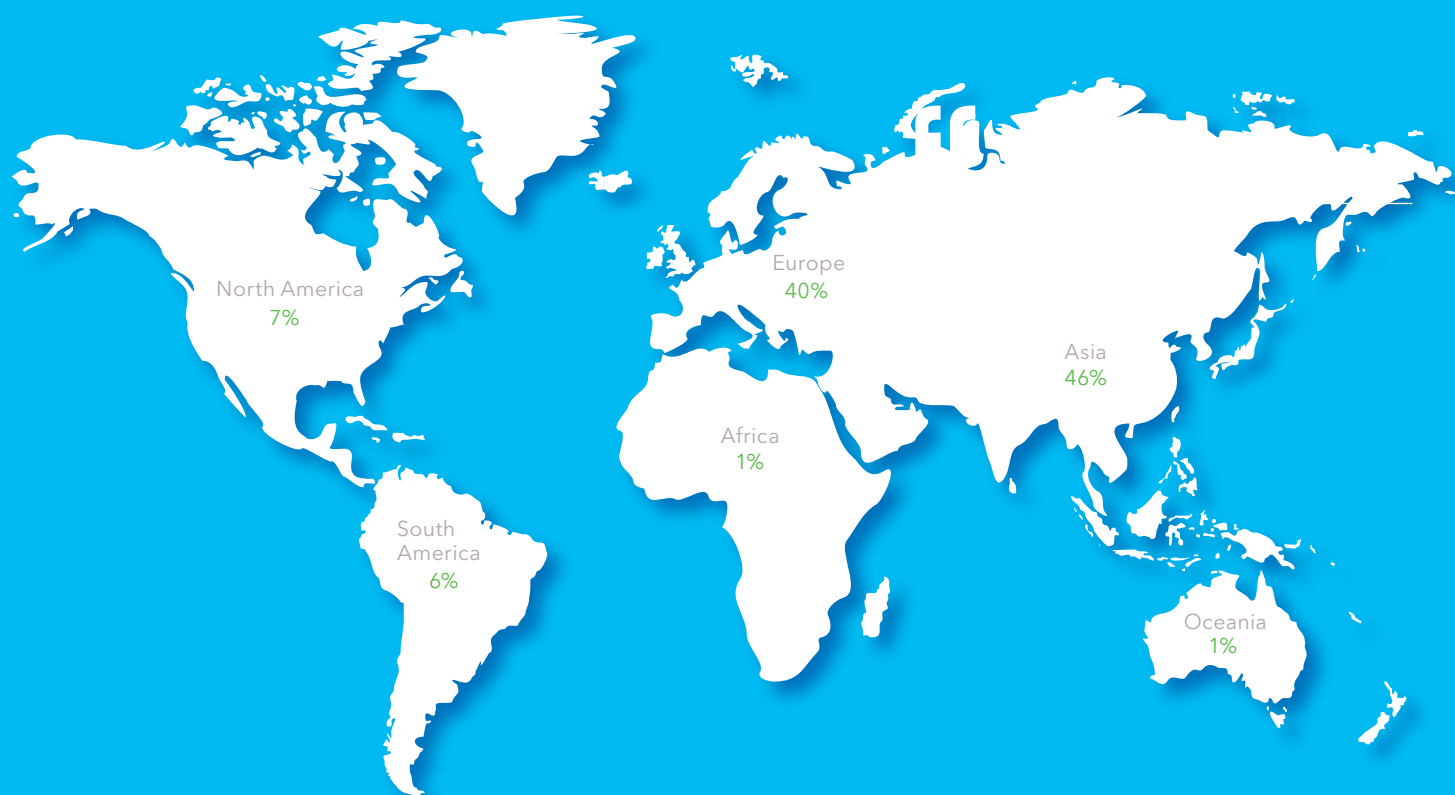 Europe
40%
North America
7%
Asia
46%
Africa
1%
South
America
6%
Oceania
1%